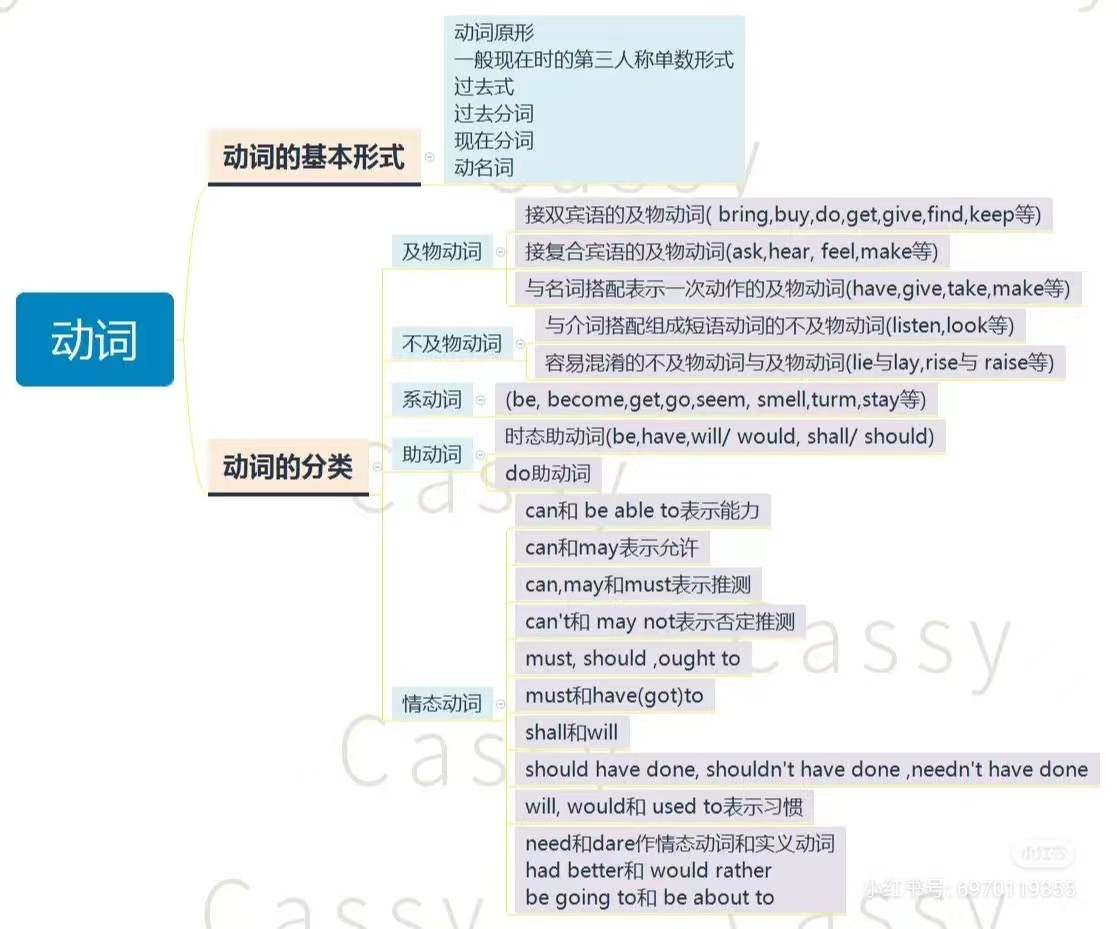 动词原形
一般现在时的第三人称单数形式
过去式
过去分词
现在分词
动名词
动词的基本形式
接双宾语的及物动词( bring,buy,do,get,give,find,keep等)
及物动词
接复合宾语的及物动词(ask,hear, feel,make等)
与名词搭配表示一次动作的及物动词(have,give,take,make等)
动词
与介词搭配组成短语动词的不及物动词(listen,look等)
不及物动词
容易混淆的不及物动词与及物动词(lie与lay,rise与 raise等)
系动词
(be, become,get,go,seem, smell,turm,stay等)
动词的分类
助动词
时态助动词(be,have,will/ would, shall/ should)
do助动词
can和 be able to表示能力
can和may表示允许
can,may和must表示推测
can't和 may not表示否定推测
must, should ,ought to
情态动词
must和have(got)to
shall和will
should have done, shouldn't have done ,needn't have done
will, would和 used to表示习惯
need和dare作情态动词和实义动词
had better和 would rather
be going to和 be about to
Cassy
Cassy
Cassy
Cassy
Cassy
Cassy
小红书
小红书号: 6970119355